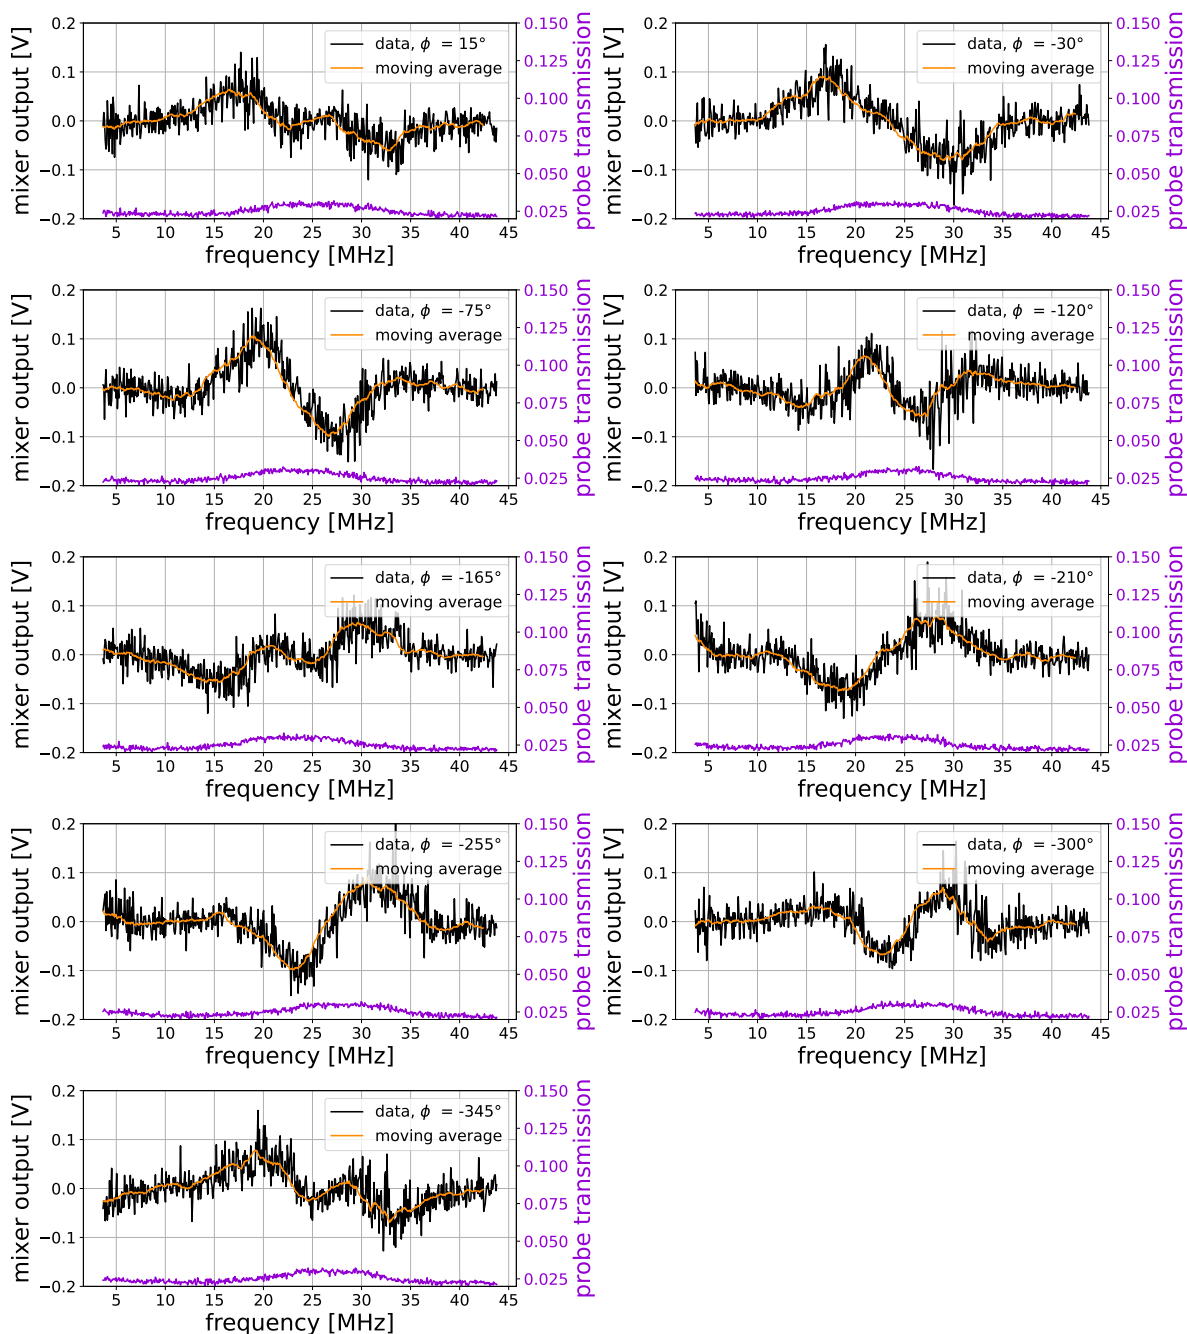 0.2
0.1
0.0
−0.1
−0.2
mixer output [V]
data, ϕ = 15°
moving average
0.150
0.125
0.100
0.075
0.050
0.025
probe transmission
5 10 15 20 25 30 35 40 45
frequency [MHz]
0.2
0.1
0.0
−0.1
−0.2
mixer output [V]
data, ϕ = -30°
moving average
0.150
0.125
0.100
0.075
0.050
0.025
probe transmission
5 10 15 20 25 30 35 40 45
frequency [MHz]
0.2
0.1
0.0
−0.1
−0.2
mixer output [V]
data, ϕ = -75°
moving average
0.150
0.125
0.100
0.075
0.050
0.025
probe transmission
5 10 15 20 25 30 35 40 45
frequency [MHz]
0.2
0.1
0.0
−0.1
−0.2
mixer output [V]
data, ϕ = -120°
moving average
0.150
0.125
0.100
0.075
0.050
0.025
probe transmission
5 10 15 20 25 30 35 40 45
frequency [MHz]
0.2
0.1
0.0
−0.1
−0.2
mixer output [V]
data, ϕ = -165°
moving average
0.150
0.125
0.100
0.075
0.050
0.025
probe transmission
5 10 15 20 25 30 35 40 45
frequency [MHz]
0.2
0.1
0.0
−0.1
−0.2
mixer output [V]
data, ϕ = -210°
moving average
0.150
0.125
0.100
0.075
0.050
0.025
probe transmission
5 10 15 20 25 30 35 40 45
frequency [MHz]
0.2
0.1
0.0
−0.1
−0.2
mixer output [V]
data, ϕ = -255°
moving average
0.150
0.125
0.100
0.075
0.050
0.025
probe transmission
5 10 15 20 25 30 35 40 45
frequency [MHz]
0.2
0.1
0.0
−0.1
−0.2
mixer output [V]
data, ϕ = -300°
moving average
0.150
0.125
0.100
0.075
0.050
0.025
probe transmission
5 10 15 20 25 30 35 40 45
frequency [MHz]
0.2
0.1
0.0
−0.1
−0.2
mixer output [V]
data, ϕ = -345°
moving average
0.150
0.125
0.100
0.075
0.050
0.025
probe transmission
5 10 15 20 25 30 35 40 45
frequency [MHz]